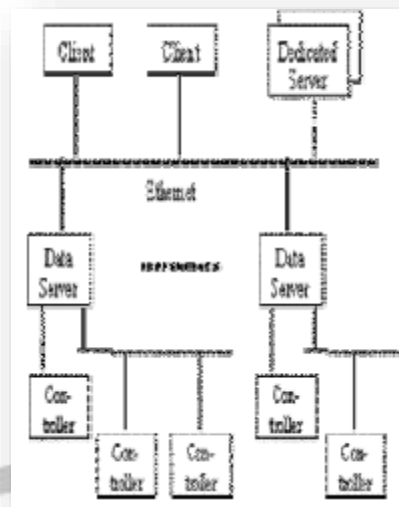 Client
Client
Dedicated
Server
Ethernet
Data
Server
Data
Server
Con-
troller
Con-
troller
Con-
troller
Con-
troller
Con-
troller